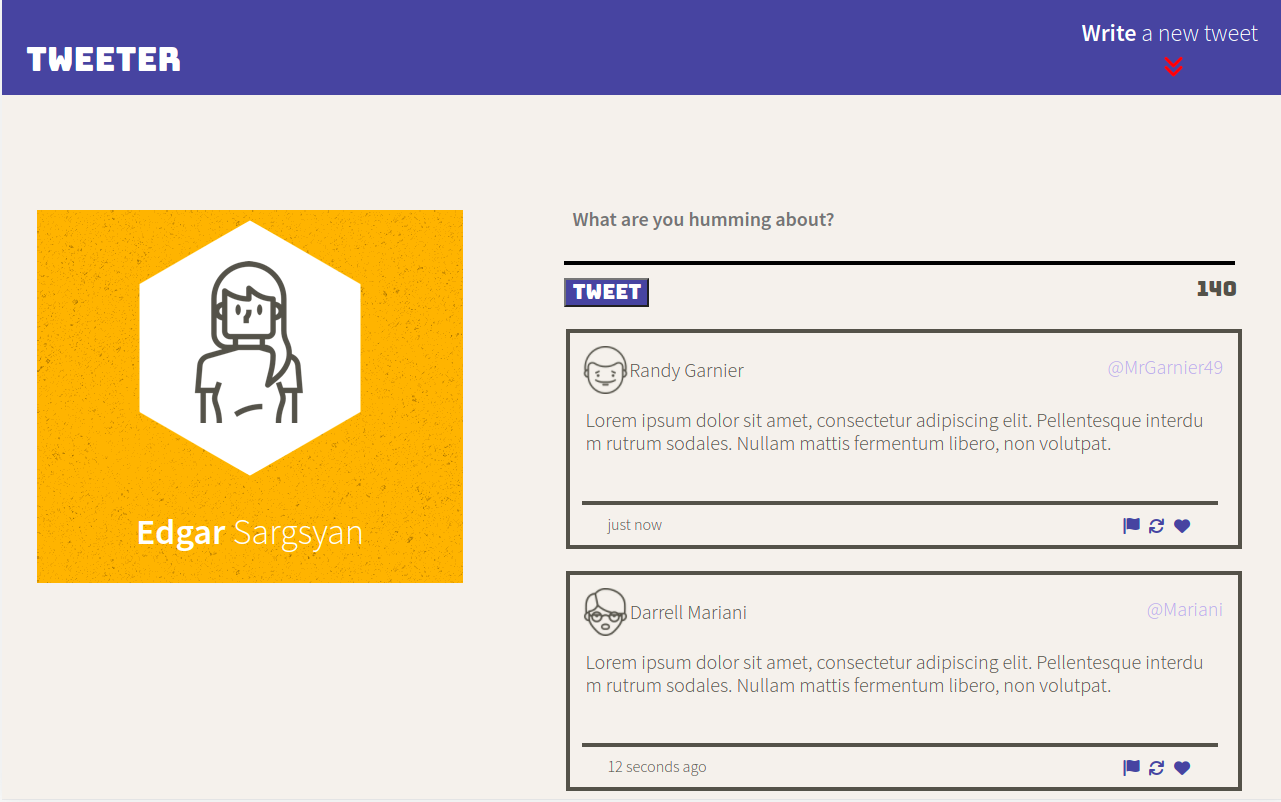 TWEETER
Write a new tweet
Edgar Sargsyan
What are you humming about?
TWEET
140
Randy Garnier
@MrGarnier49
Lorem ipsum dolor sit amet, consectetur adipiscing elit. Pellentesque interdu
m rutrum sodales. Nullam mattis fermentum libero, non volutpat.
just now
Darrell Mariani
@Mariani
Lorem ipsum dolor sit amet, consectetur adipiscing elit. Pellentesque interdu
m rutrum sodales. Nullam mattis fermentum libero, non volutpat.
12 seconds ago